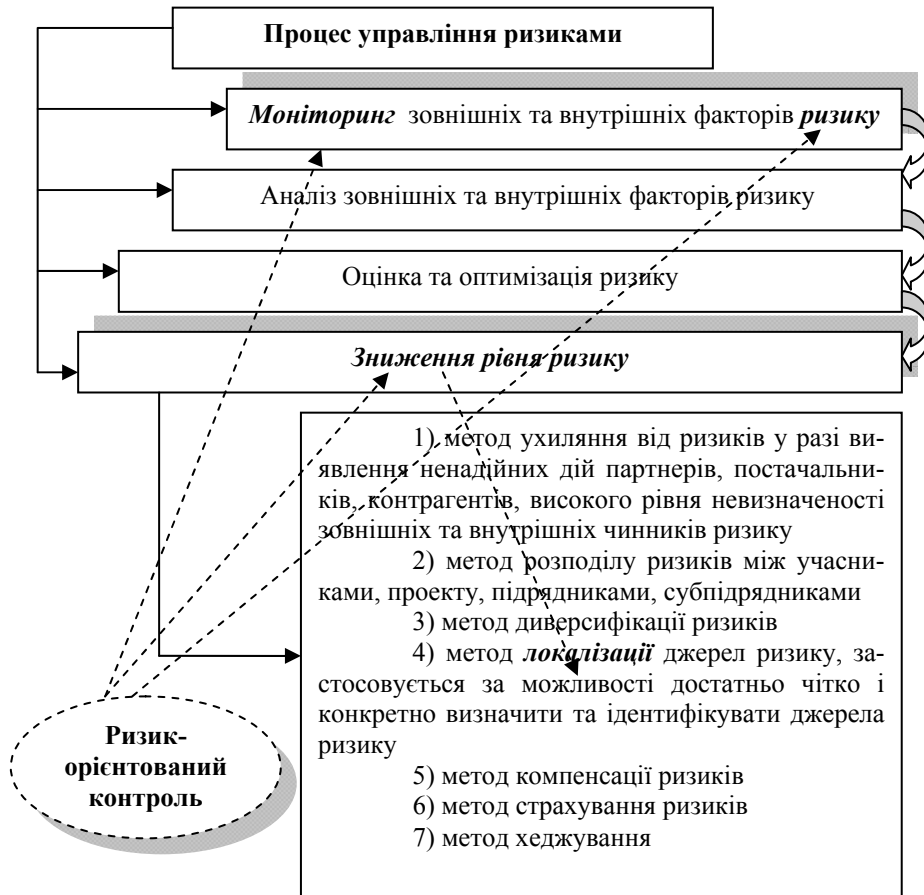 Процес управління ризиками
Моніторинг зовнішніх та внутрішніх факторів ризику
Аналіз зовнішніх та внутрішніх факторів ризику
Оцінка та оптимізація ризику
Зниження рівня ризику
1) метод ухиляння від ризиків у разі ви-
явлення ненадійних дій партнерів, постачальни-
ків, контрагентів, високого рівня невизначеності
зовнішніх та внутрішніх чинників ризику
2) метод розподілу ризиків між учасни-
ками, проекту, підрядниками, субпідрядниками
3) метод диверсифікації ризиків
4) метод локалізації джерел ризику, за-
стосовується за можливості достатньо чітко і
конкретно визначити та ідентифікувати джерела
ризику
5) метод компенсації ризиків
6) метод страхування ризиків
7) метод хеджування
Ризик-
орієнтований
контроль